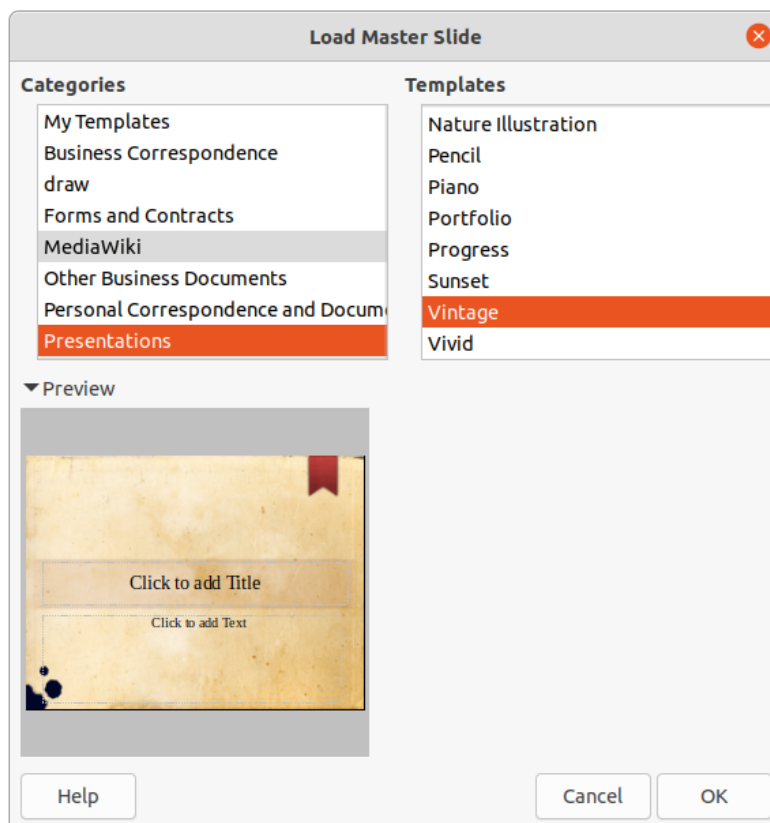 Load Master Slide
Categories
My Templates
Business Correspondence
draw
Forms and Contracts
MediaWiki
Other Business Documents
Personal Correspondence and Docum
Presentations
Templates
Nature Illustration
Pencil
Piano
Portfolio
Progress
Sunset
Vintage
Vivid
Preview
Click to add Title
Click to add Text
Help
Cancel
OK